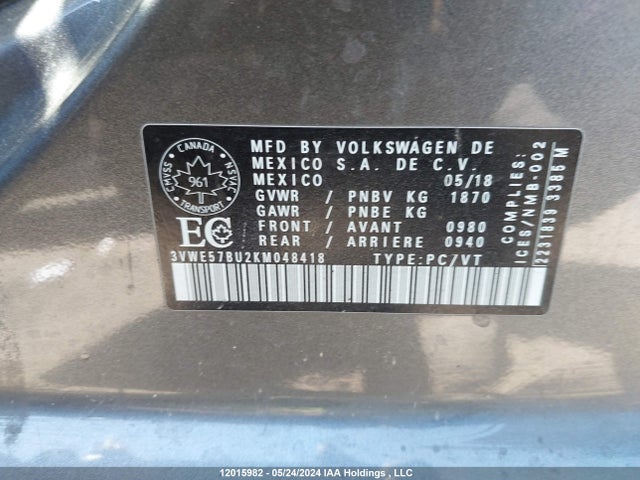 MFD BY VOLKSWAGEN DE
MEXICO S.A. DE C.V.
MEXICO 05/18
GVWR / PNBV KG 1870
GAWR / PNBE KG
FRONT / AVANT 0980
REAR / ARRIERE 0940
3VWE57BU2KM048418 TYPE:PC/VT
CANADA
CMVSS
NSVAC
961
TRANSPORT
EC
COMPLIES:
ICES/NMB-002
2231839 3385 M
12015982 - 05/24/2024 IAA Holdings , LLC